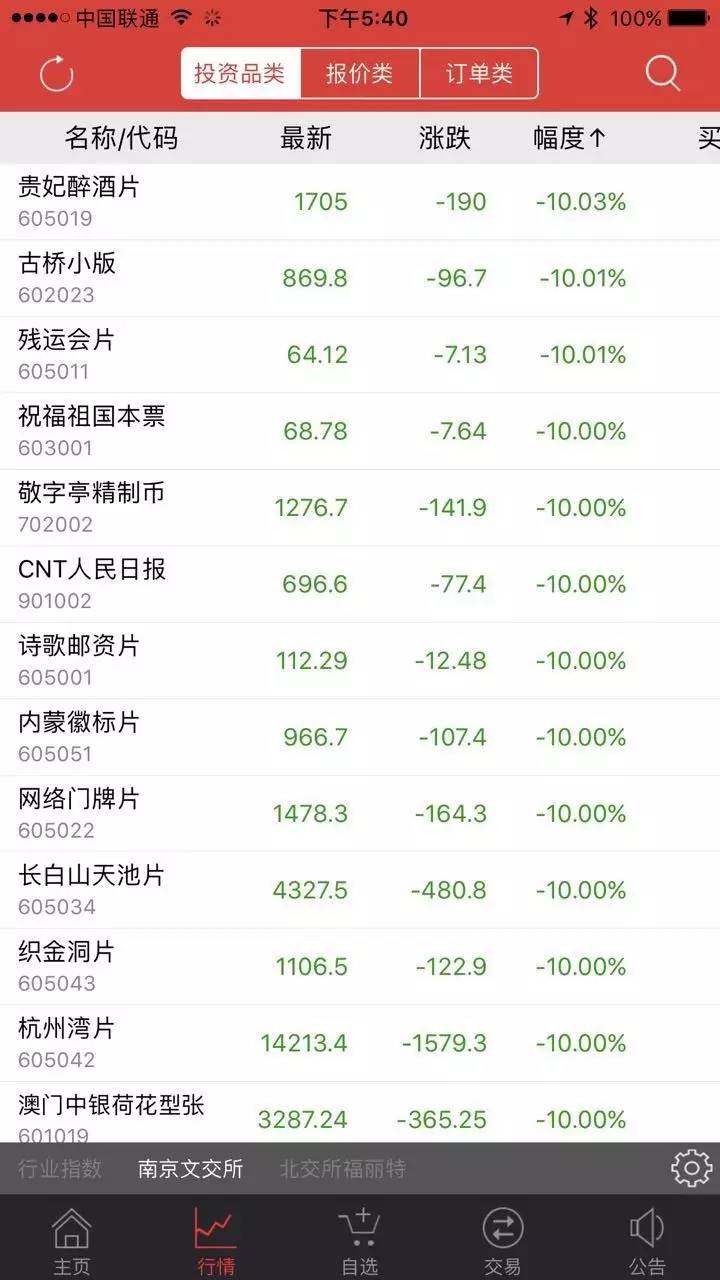 中国联通 下午5:40 100%
投资品类 报价类 订单类
名称/代码 最新 涨跌 幅度↑ 买
贵妃醉酒片 1705 -190 -10.03%
605019
古桥小版 869.8 -96.7 -10.01%
602023
残运会片 64.12 -7.13 -10.01%
605011
祝福祖国本票 68.78 -7.64 -10.00%
603001
敬字亭精制币 1276.7 -141.9 -10.00%
702002
CNT人民日报 696.6 -77.4 -10.00%
901002
诗歌邮资片 112.29 -12.48 -10.00%
605001
内蒙徽标片 966.7 -107.4 -10.00%
605051
网络门牌片 1478.3 -164.3 -10.00%
605022
长白山天池片 4327.5 -480.8 -10.00%
605034
织金洞片 1106.5 -122.9 -10.00%
605043
杭州湾片 14213.4 -1579.3 -10.00%
605042
澳门中银荷花型张 3287.24 -365.25 -10.00%
601019
行业指数 南京文交所 北交所福丽特
主页 行情 自选 交易 公告